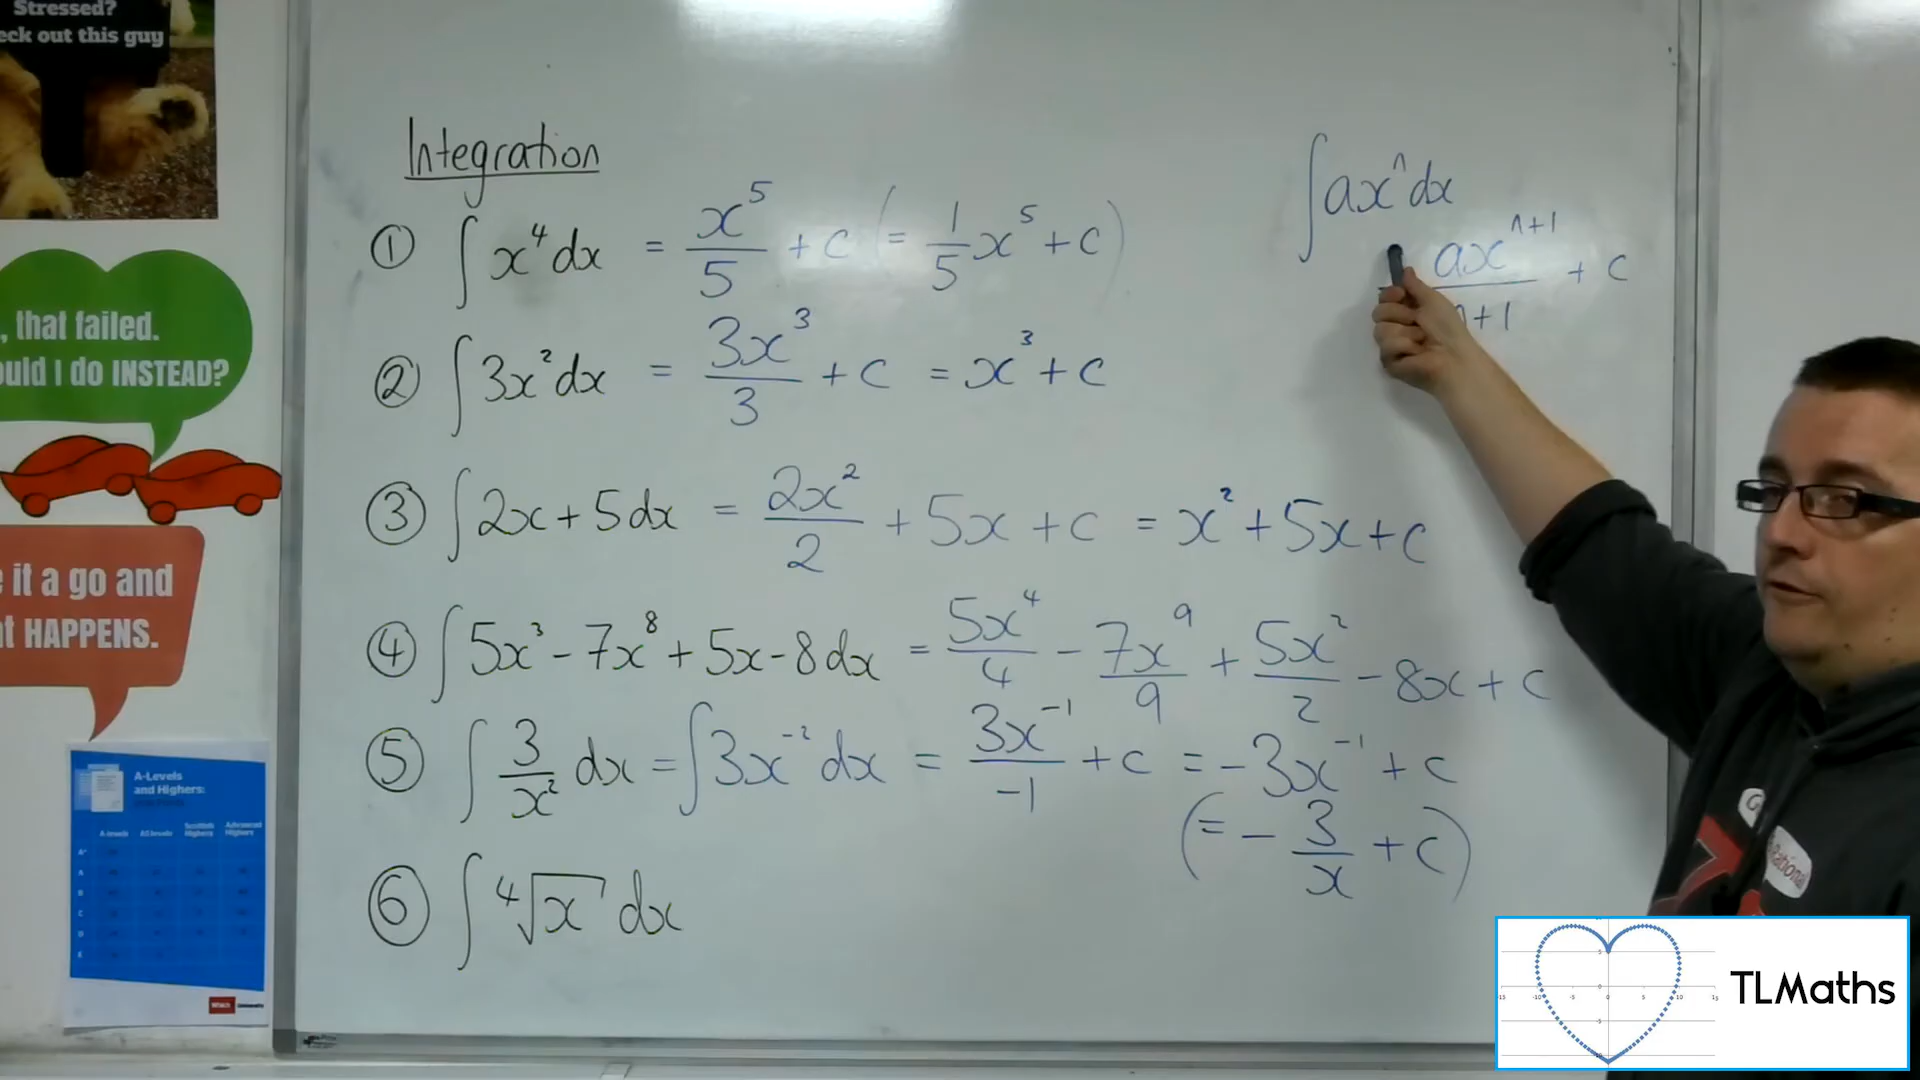 Stressed?
eck out this guy
, that failed.
ould I do INSTEAD?
e it a go and
at HAPPENS.
A-Levels
and Highers:
Integration
① ∫ x⁴ dx = x⁵/5 + c (= 1/5 x⁵ + c)
② ∫ 3x² dx = 3x³/3 + c = x³ + c
③ ∫ 2x + 5 dx = 2x²/2 + 5x + c = x² + 5x + c
④ ∫ 5x³ - 7x⁸ + 5x - 8 dx = 5x⁴/4 - 7x⁹/9 + 5x²/2 - 8x + c
⑤ ∫ 3/x² dx = ∫ 3x⁻² dx = 3x⁻¹/-1 + c = -3x⁻¹ + c
(= -3/x + c)
⑥ ∫ ⁴√x dx
∫ axⁿ dx
axⁿ⁺¹/n+1 + c
TLMaths